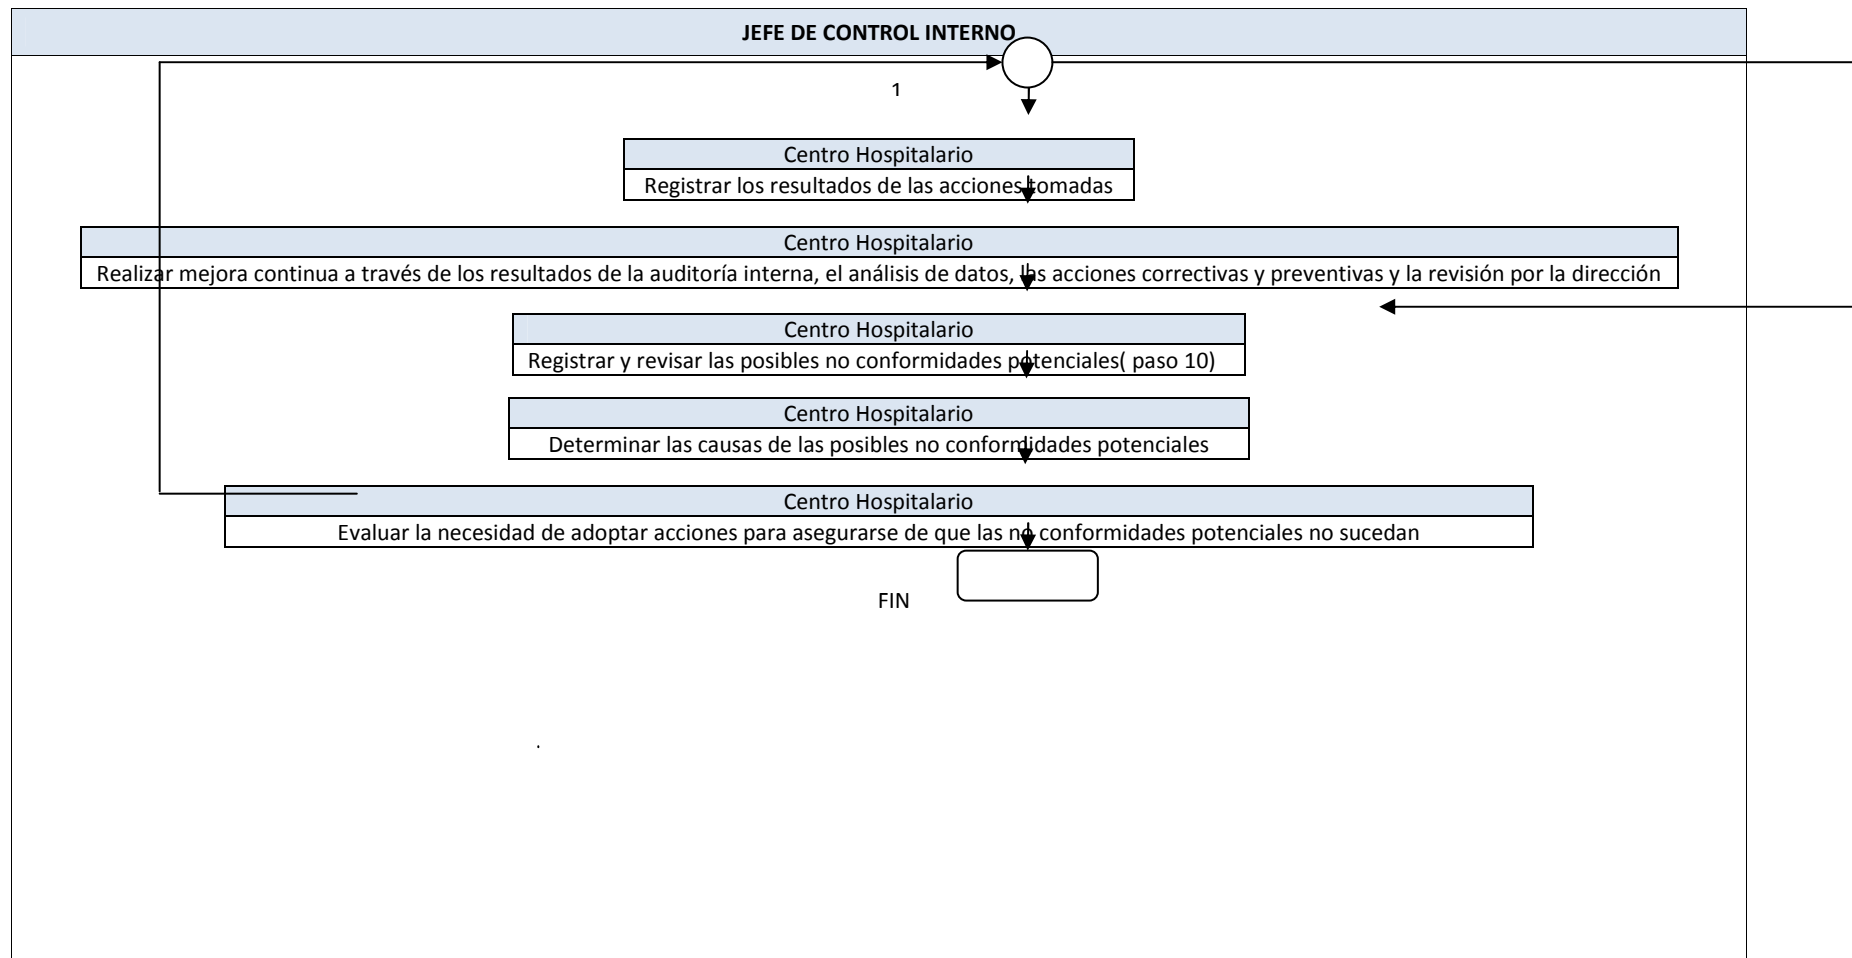 JEFE DE CONTROL INTERNO
1
Centro Hospitalario
Registrar los resultados de las acciones tomadas
Centro Hospitalario
Realizar mejora continua a través de los resultados de la auditoría interna, el análisis de datos, las acciones correctivas y preventivas y la revisión por la dirección
Centro Hospitalario
Registrar y revisar las posibles no conformidades potenciales( paso 10)
Centro Hospitalario
Determinar las causas de las posibles no conformidades potenciales
Centro Hospitalario
Evaluar la necesidad de adoptar acciones para asegurarse de que las no conformidades potenciales no sucedan
FIN
.